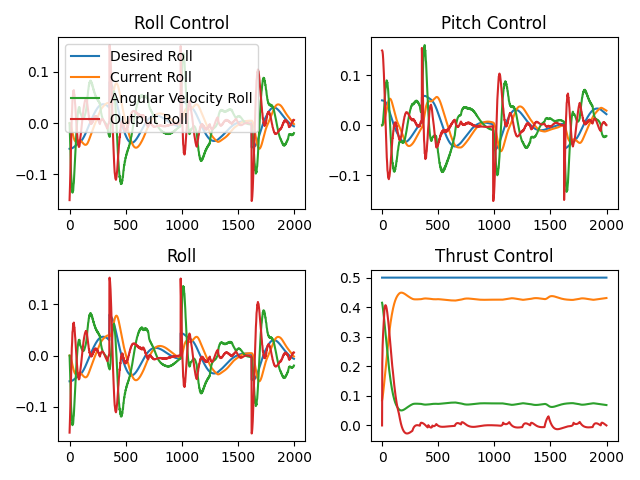 Roll Control
Pitch Control
Desired Roll
Current Roll
Angular Velocity Roll
Output Roll
0.1
0.0
−0.1
0 500 1000 1500 2000
0.1
0.0
−0.1
0 500 1000 1500 2000
Roll
Thrust Control
0.1
0.0
−0.1
0 500 1000 1500 2000
0.5
0.4
0.3
0.2
0.1
0.0
0 500 1000 1500 2000